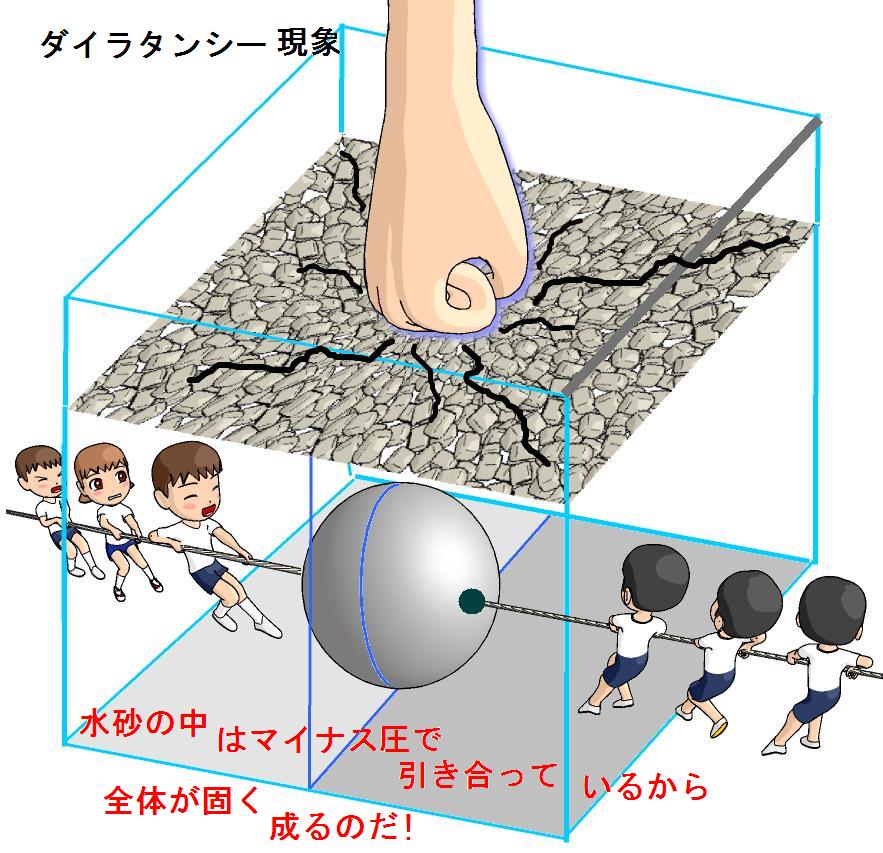 ダイラタンシー現象
水砂の中はマイナス圧で引き合っているから
全体が固く成るのだ!